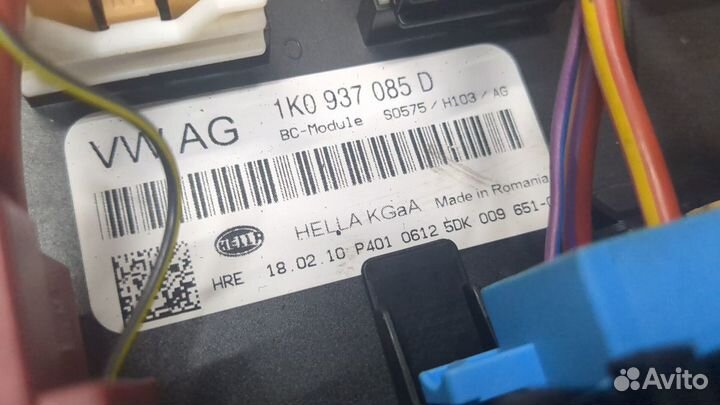 VW AG 1K0 937 085 D
BC-Module S0575 / H103 / AG
HELLA HELLA KGaA Made in Romania
HRE 18.02.10 P401 0612 5DK 009 651-
Avito